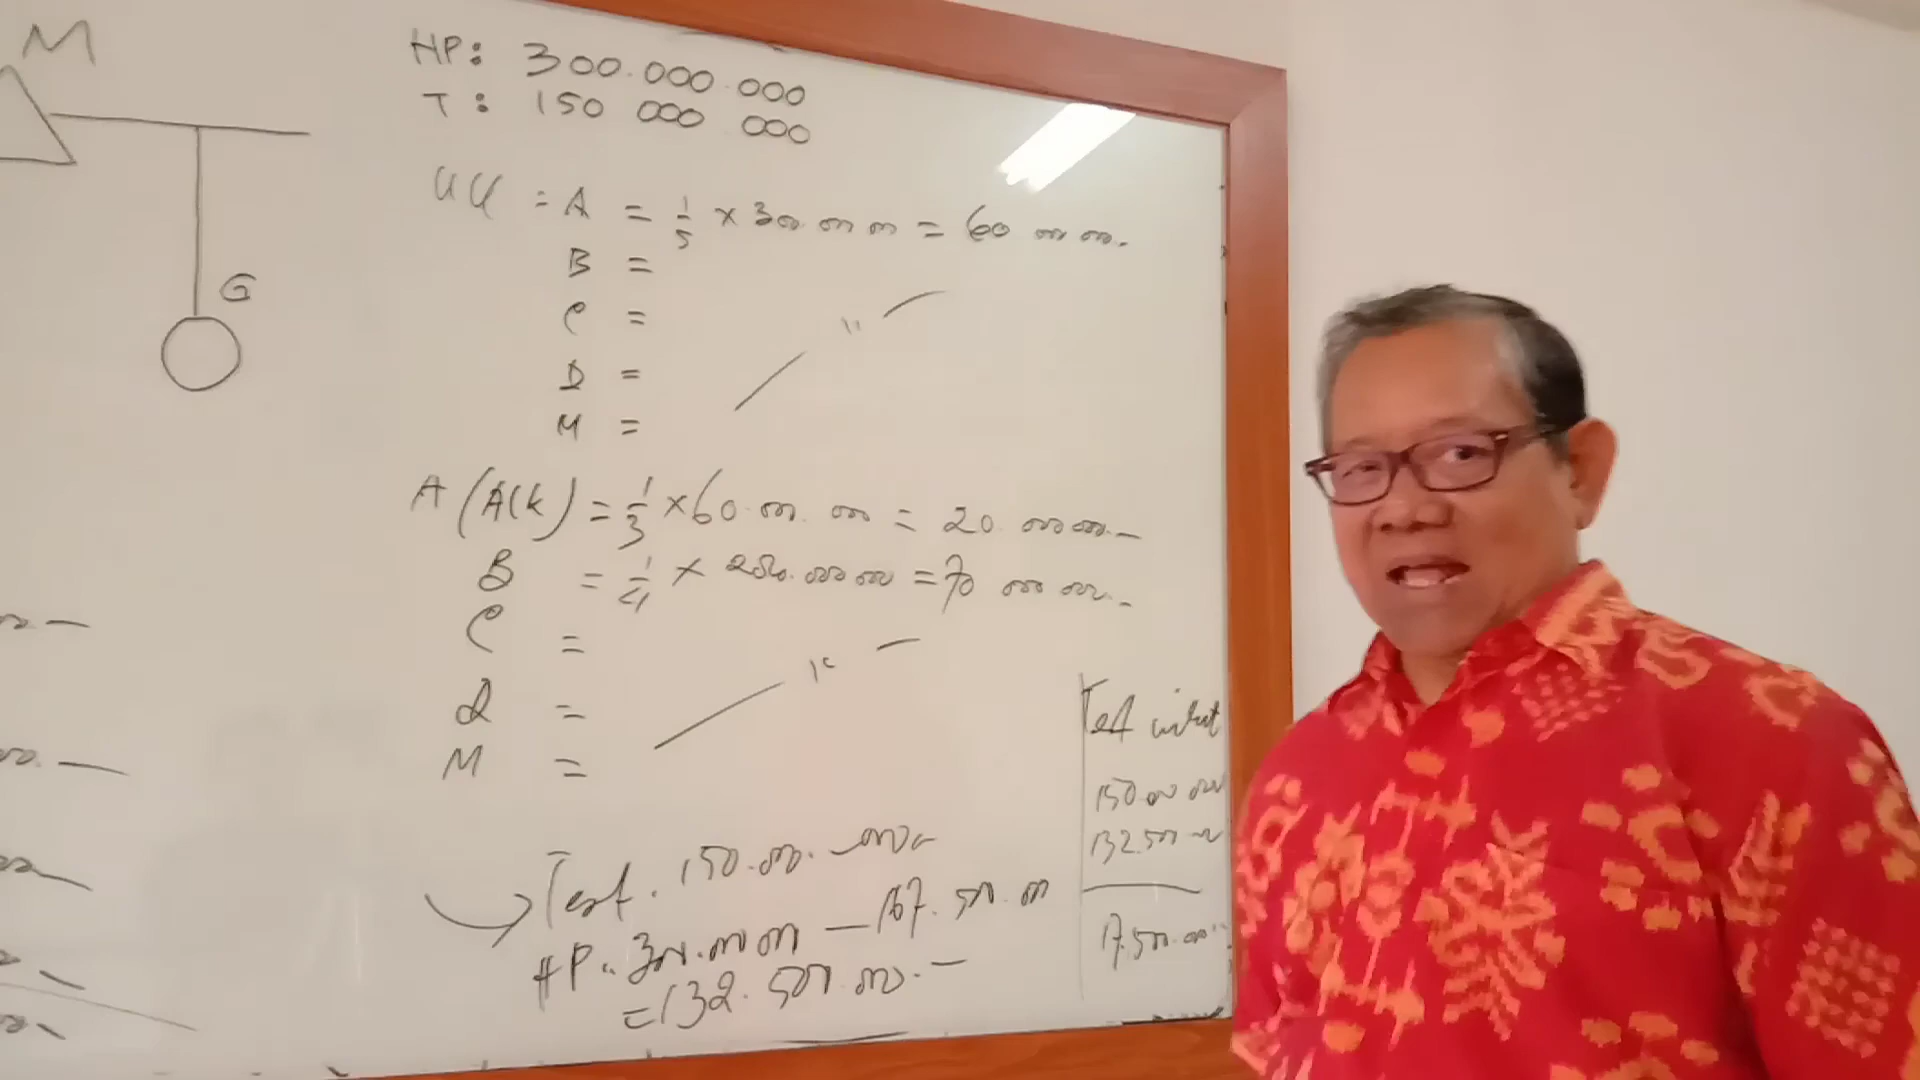 M
G
HP: 300.000.000
T: 150 000 000
UU = A = 1/5 x 300.000.000 = 60 000 000.-
B =
C =
D =
M =
A (ACK) = 1/3 x 60.000.000 = 20.000.000.-
B = 1/4 x 280.000.000 = 70 000 000.-
C =
D =
M =
Test. 150.000.000
HP: 300.000.000 — 167.500.000
= 132.500.000.-
Test
150.000.000
132.500.000
17.500.000